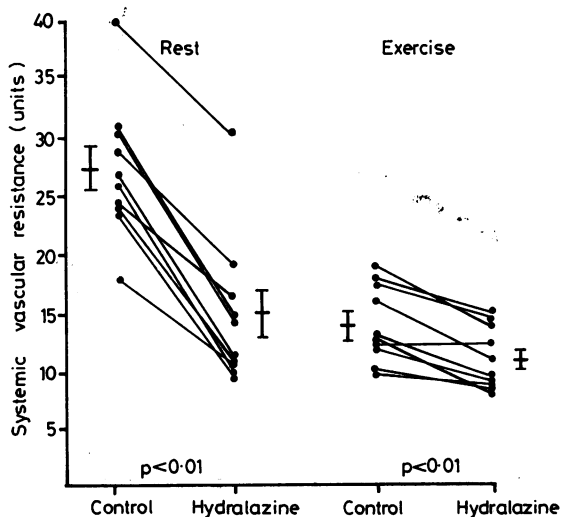 Systemic vascular resistance (units)
40
35
30
25
20
15
10
5
Rest
Exercise
p<0·01
p<0·01
Control
Hydralazine
Control
Hydralazine